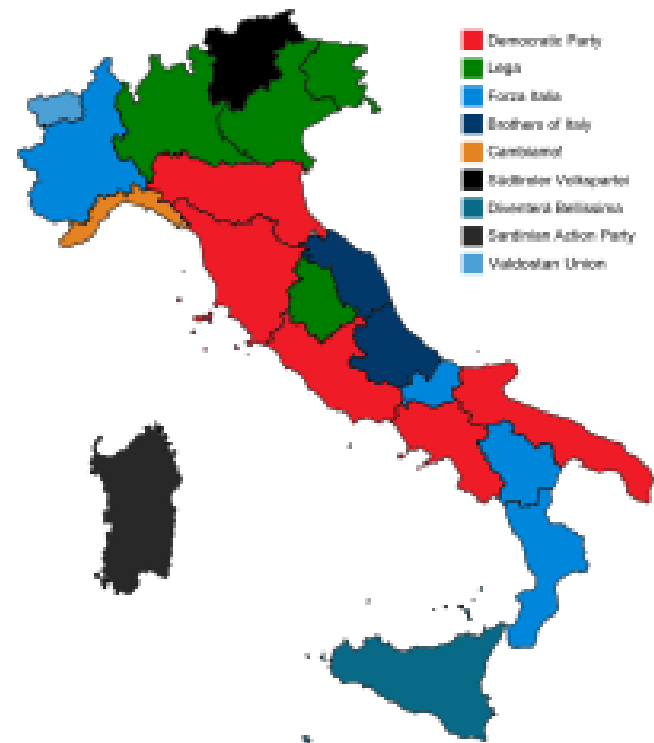 Democratic Party
Lega
Forza Italia
Brothers of Italy
Cambiamo!
Südtiroler Volkspartei
Diventerà Bellissima
Sardinian Action Party
Valdostan Union